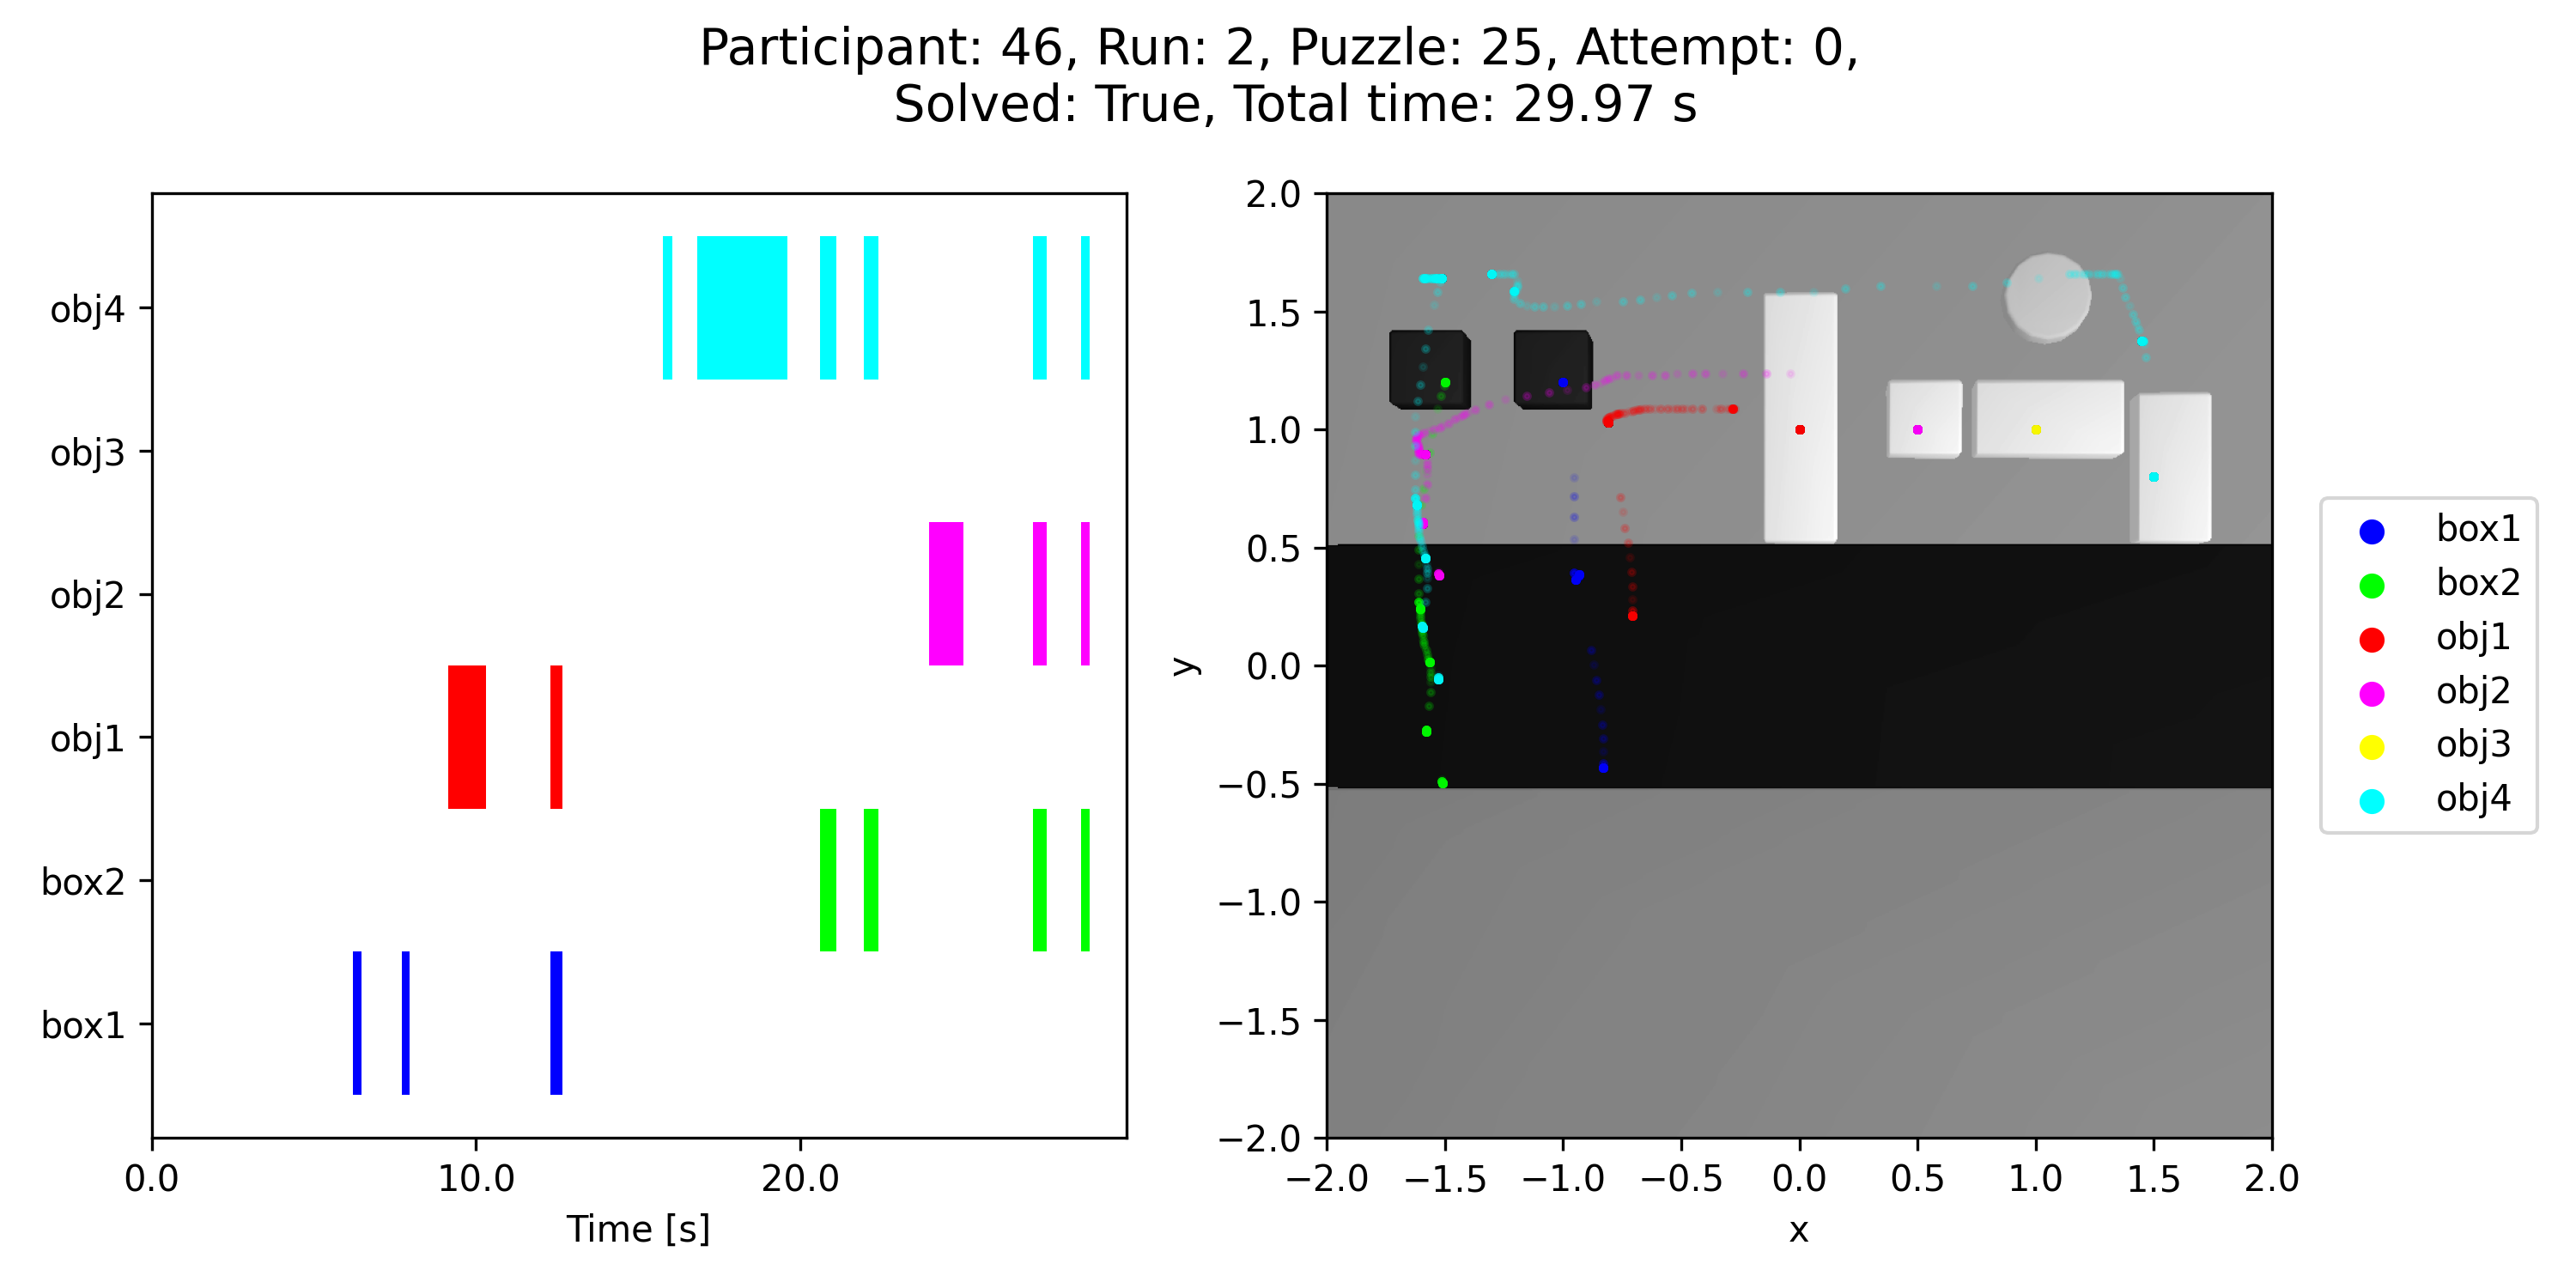 Participant: 46, Run: 2, Puzzle: 25, Attempt: 0,
Solved: True, Total time: 29.97 s
obj4
obj3
obj2
obj1
box2
box1
0.0 10.0 20.0
Time [s]
2.0
1.5
1.0
0.5
0.0
−0.5
−1.0
−1.5
−2.0
y
−2.0 −1.5 −1.0 −0.5 0.0 0.5 1.0 1.5 2.0
x
box1
box2
obj1
obj2
obj3
obj4